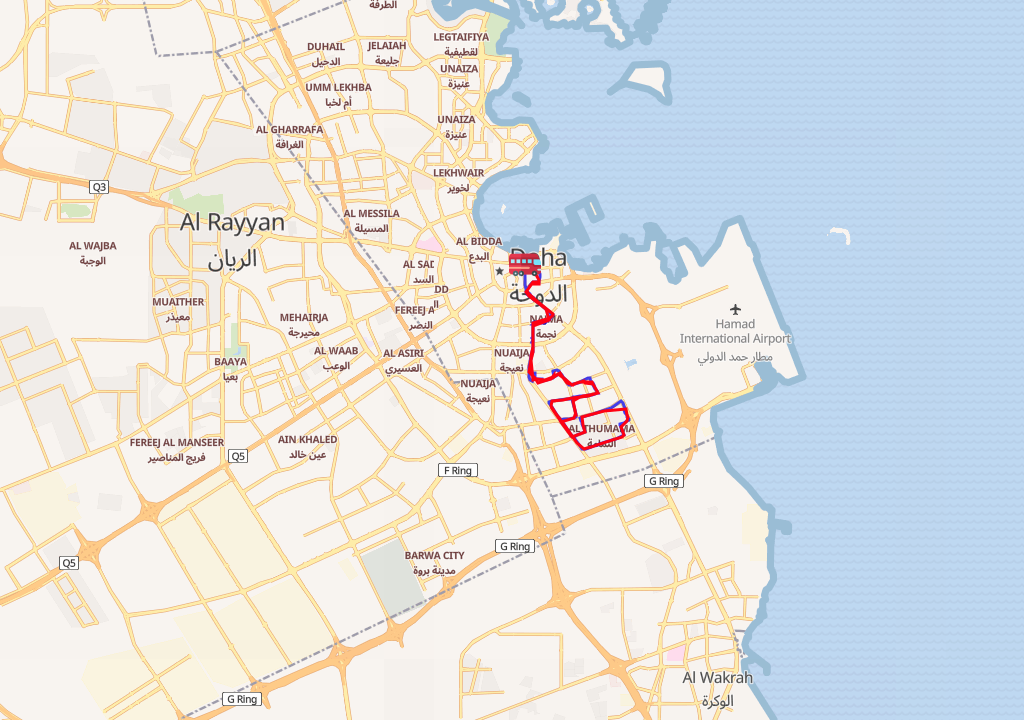 الطرفة
LEGTAIFIYA
لقطيفية
DUHAIL
الدحيل
JELAIAH
جليعة
UNAIZA
عنيزة
UMM LEKHBA
أم لخبا
UNAIZA
عنيزة
AL GHARRAFA
الغرافة
LEKHWAIR
لخوير
Q3
Al Rayyan
الريان
AL MESSILA
المسيلة
AL WAJBA
الوجبة
AL BIDDA
البدع
AL SAD
السد
DD
ال
الدوحة
MUAITHER
معيذر
MEHAIRJA
محيرجة
FEREEJ A
النصر
نجمة
Hamad
International Airport
مطار حمد الدولي
AL WAAB
الوعب
AL ASIRI
العسيري
NUAIJA
نعيجة
BAAYA
بعيا
NUAIJA
نعيجة
AL THUMAMA
FEREEJ AL MANSEER
فريج المناصير
AIN KHALED
عين خالد
Q5
F Ring
G Ring
G Ring
BARWA CITY
مدينة بروة
Q5
Al Wakrah
الوكرة
G Ring